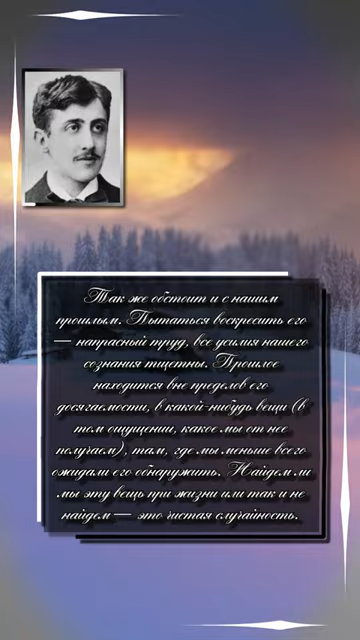 Так же обстоит и с нашим
прошлым. Пытаться воскресить его
— напрасный труд, все усилия нашего
сознания тщетны. Прошлое
находится вне пределов его
досягаемости, в какой-нибудь вещи (в
том ощущении, какое мы от нее
получаем), там, где мы меньше всего
ожидали его обнаружить. Найдем ли
мы эту вещь при жизни или так и не
найдем — это чистая случайность.